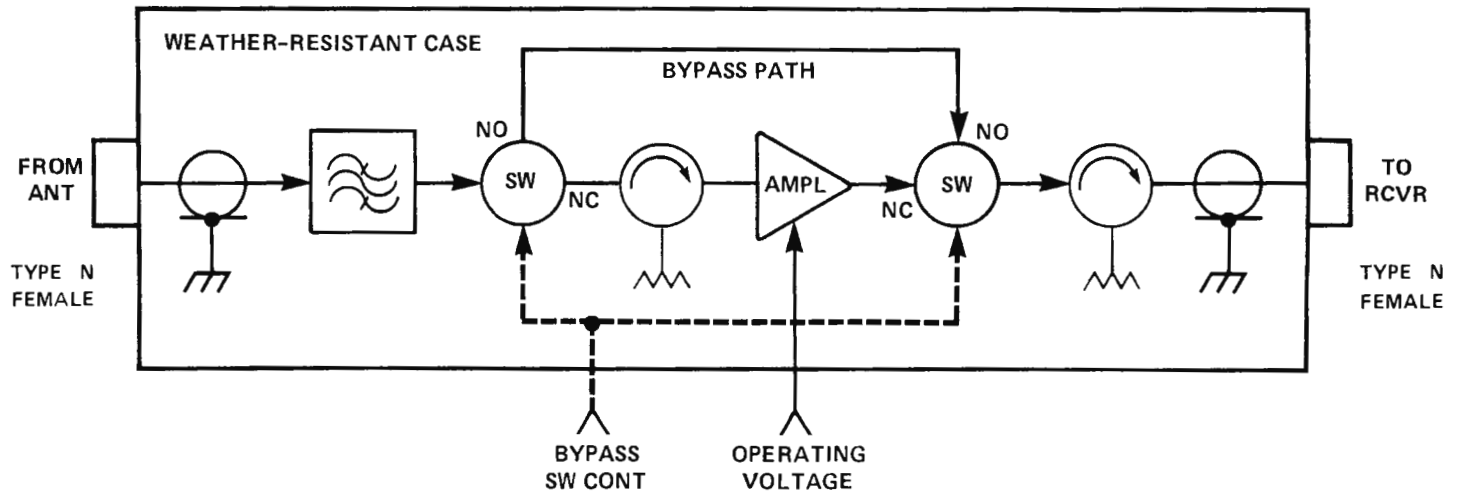 WEATHER-RESISTANT CASE
BYPASS PATH
NO
NO
FROM
ANT
SW
NC
AMPL
NC
SW
TO
RCVR
TYPE N
FEMALE
TYPE N
FEMALE
BYPASS
SW CONT
OPERATING
VOLTAGE